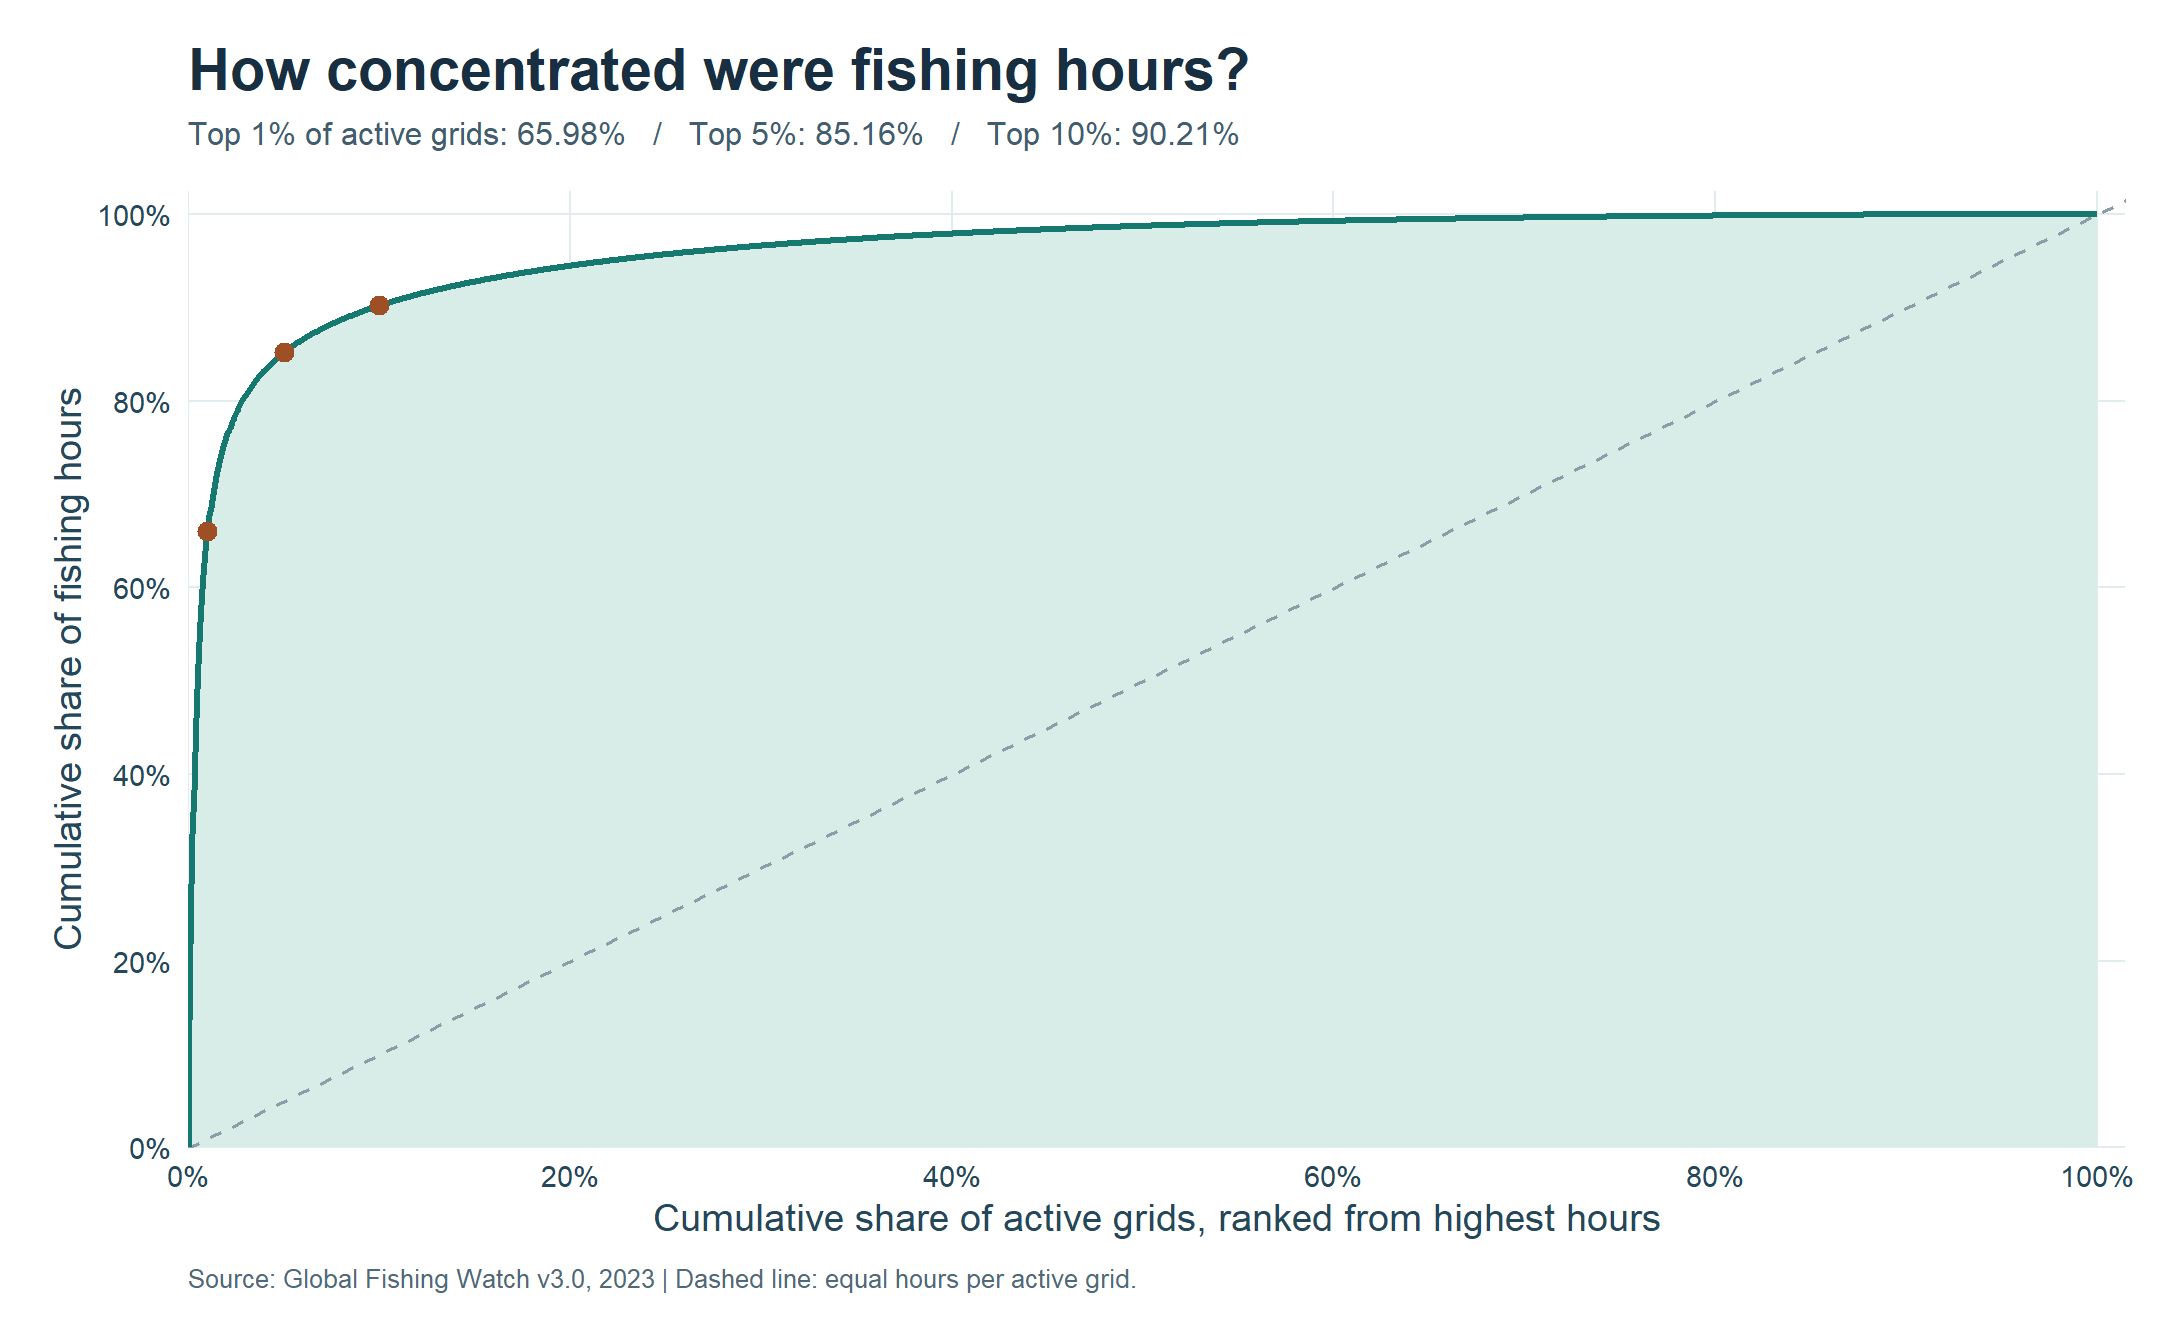 How concentrated were fishing hours?
Top 1% of active grids: 65.98% / Top 5%: 85.16% / Top 10%: 90.21%
Cumulative share of fishing hours
100%
80%
60%
40%
20%
0%
0% 20% 40% 60% 80% 100%
Cumulative share of active grids, ranked from highest hours
Source: Global Fishing Watch v3.0, 2023 | Dashed line: equal hours per active grid.